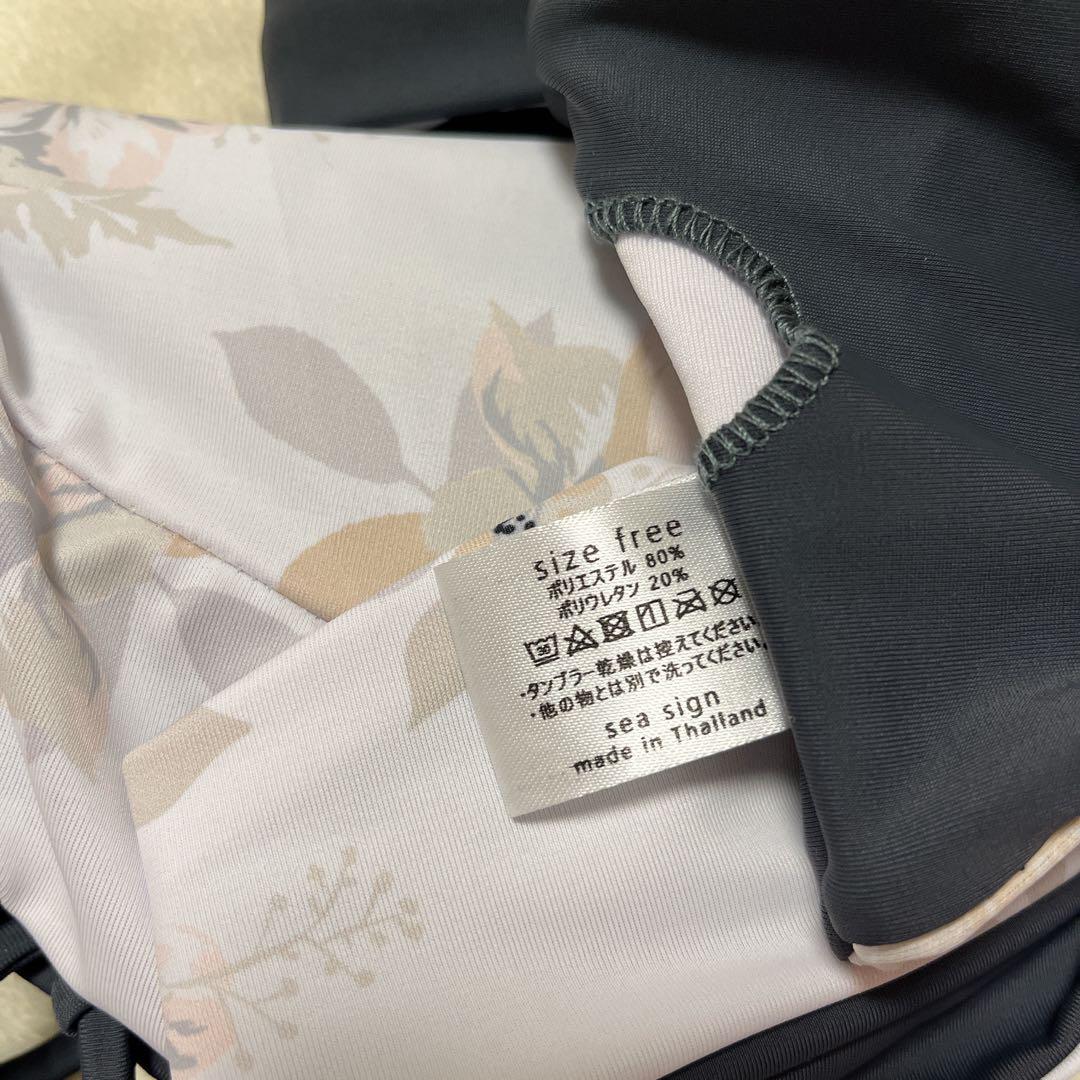 size free
ポリエステル 80%
ポリウレタン 20%
30
・タンブラー乾燥は控えてください
・他の物とは別で洗ってください。
sea sign
made in Thailand